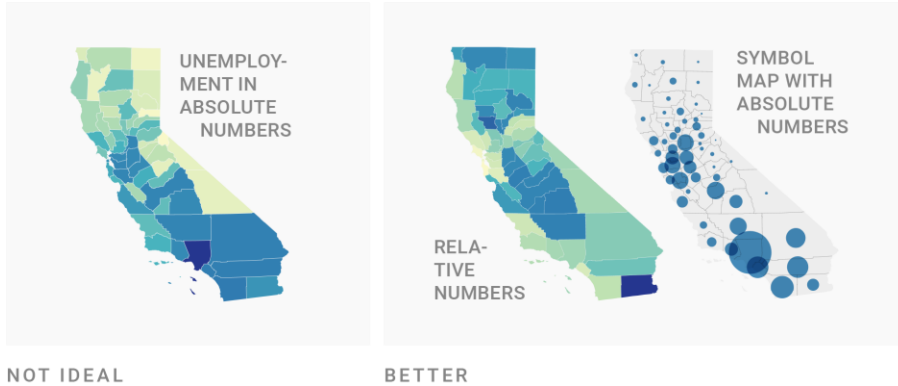 UNEMPLOY-
MENT IN
ABSOLUTE
NUMBERS
SYMBOL
MAP WITH
ABSOLUTE
NUMBERS
RELA-
TIVE
NUMBERS
NOT IDEAL
BETTER